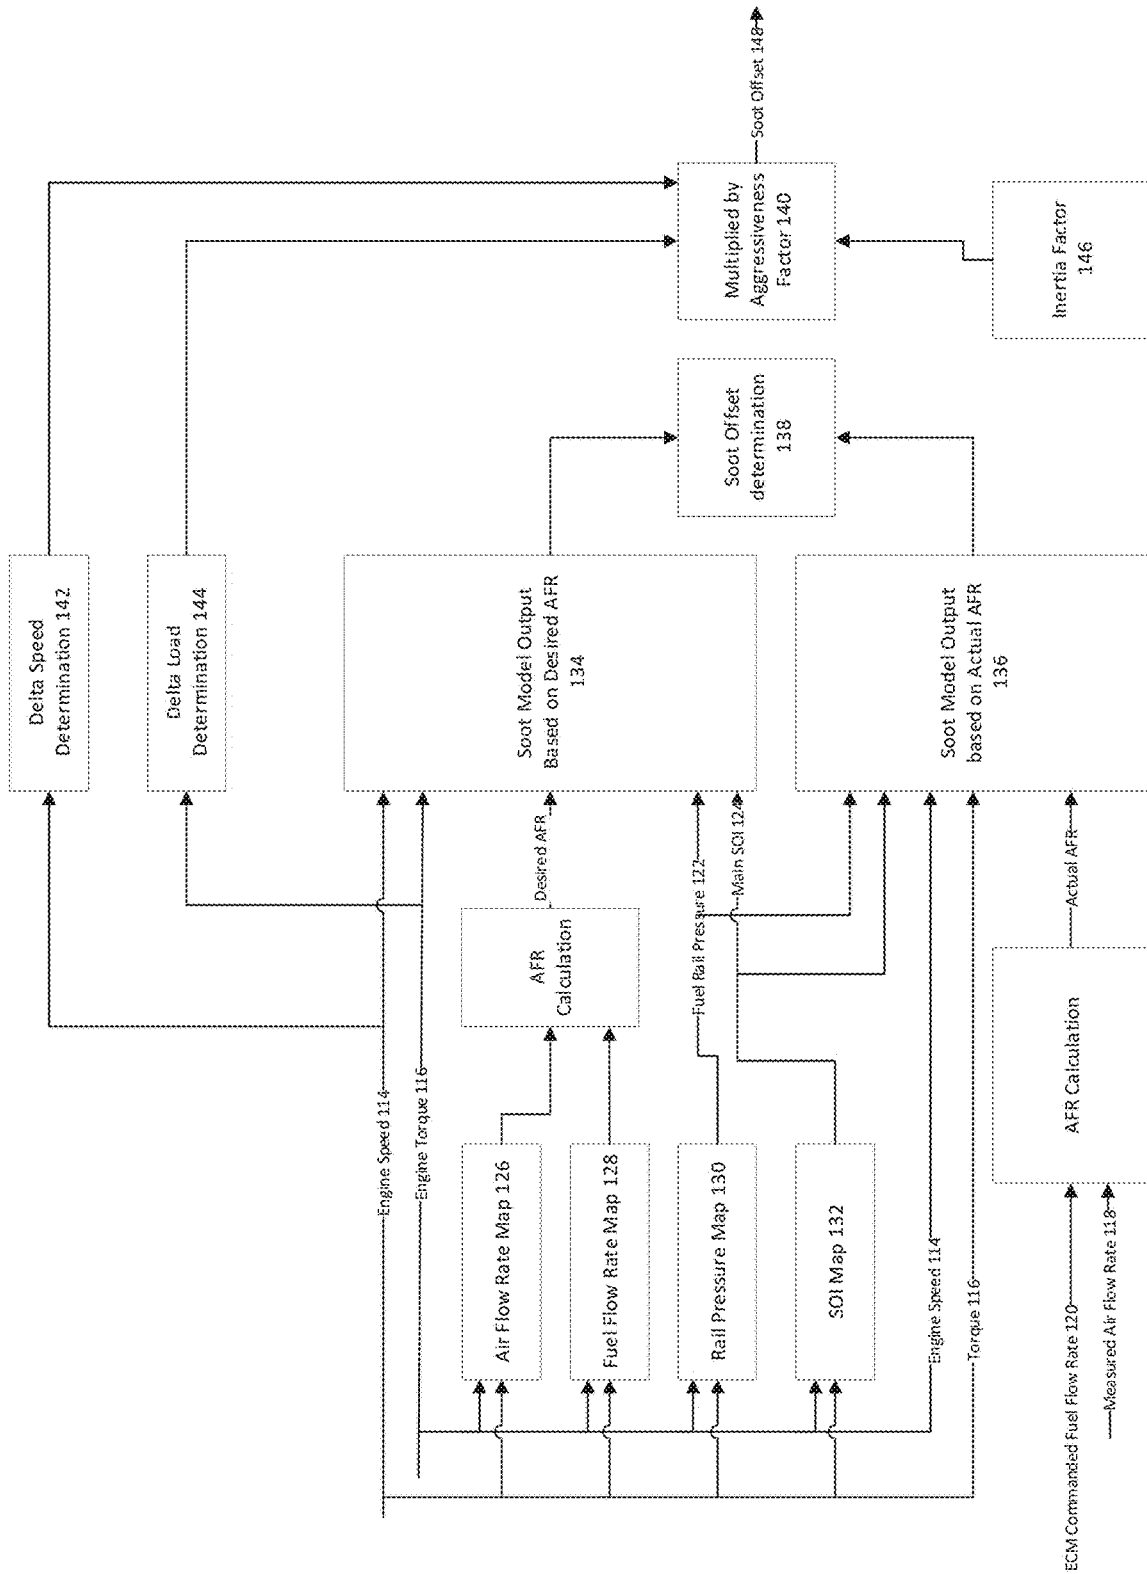 Delta Speed
Determination 142
Delta Load
Determination 144
Engine Speed 114
Engine Torque 116
Air Flow Rate Map 126
Fuel Flow Rate Map 128
AFR
Calculation
Desired AFR
Soot Model Output
Based on Desired AFR
134
Rail Pressure Map 130
Fuel Rail Pressure 122
SOI Map 132
Main SOI 124
Soot Offset
determination
138
Multiplied by
Aggressiveness
Factor 140
Soot Offset 148
Engine Speed 114
Torque 116
Soot Model Output
based on Actual AFR
136
ECM Commanded Fuel Flow Rate 120
Measured Air Flow Rate 118
AFR Calculation
Actual AFR
Inertia Factor
146